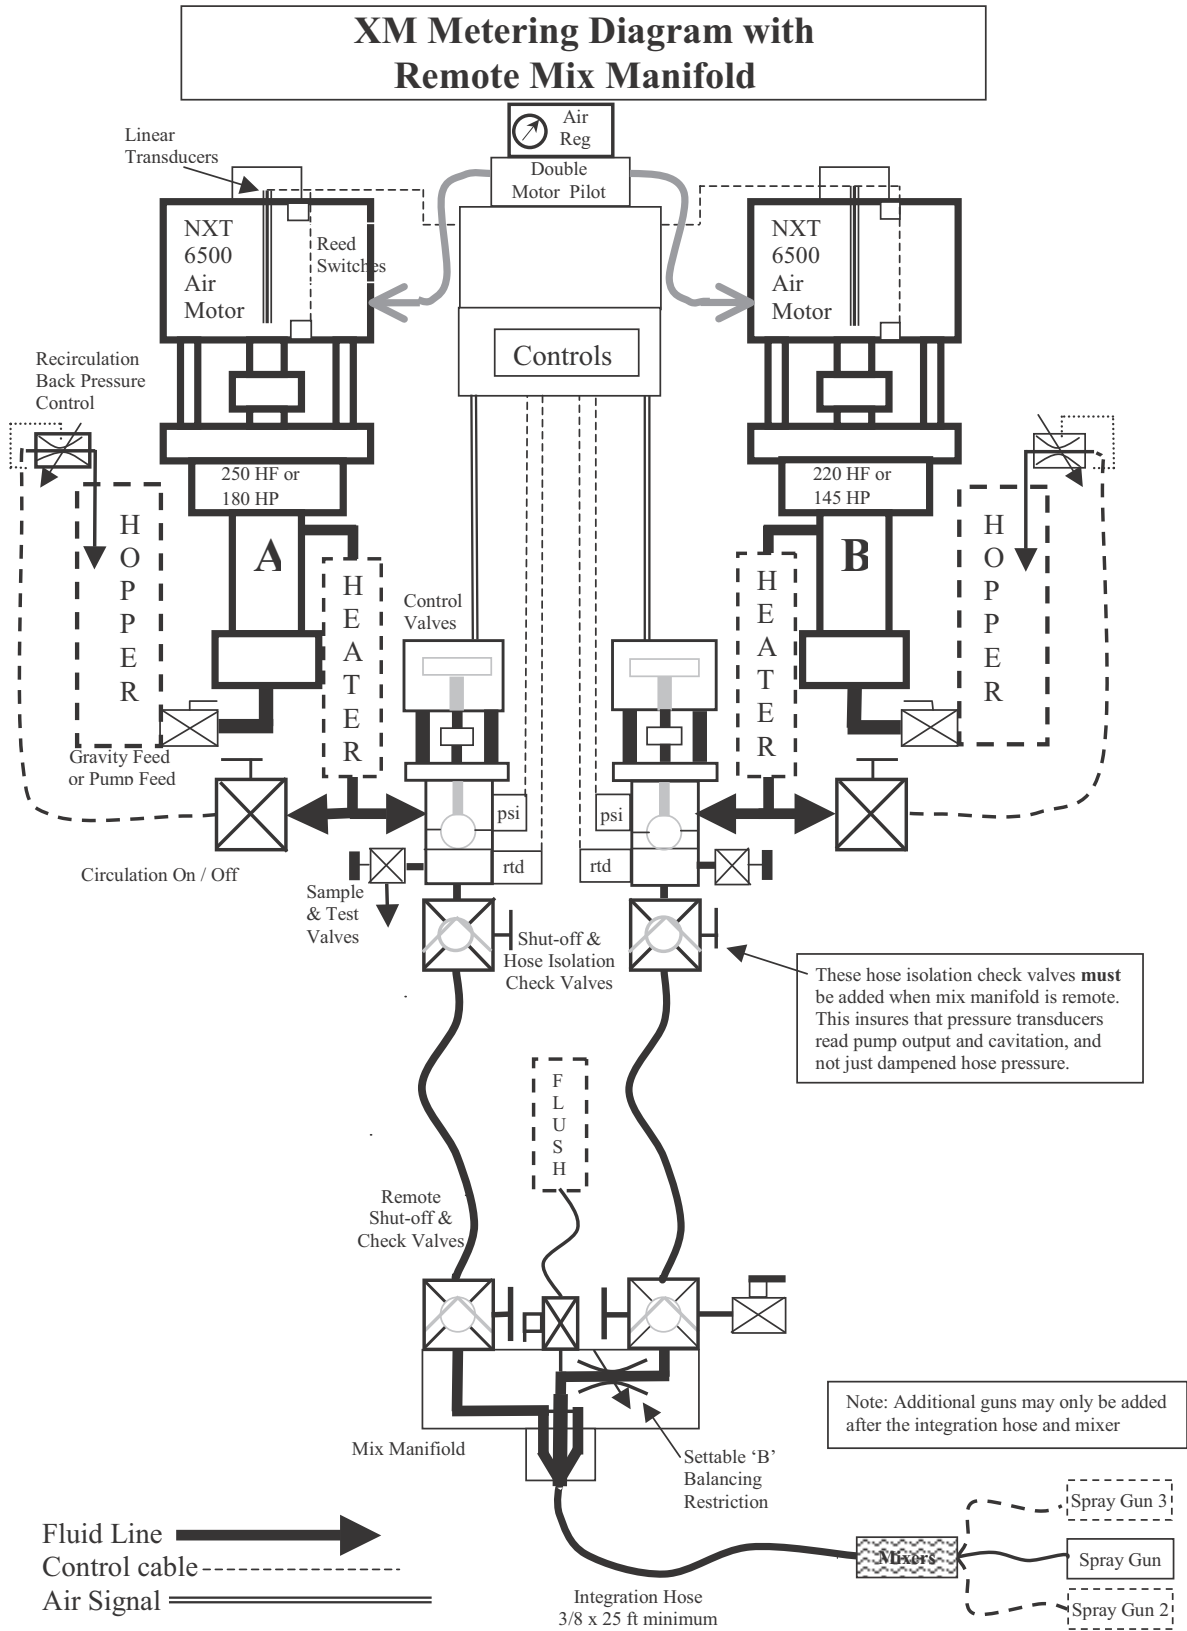 XM Metering Diagram with
Remote Mix Manifold
Air
Reg
Double
Motor Pilot
Linear
Transducers
NXT
6500
Air
Motor
Reed
Switches
NXT
6500
Air
Motor
Controls
Recirculation
Back Pressure
Control
250 HF or
180 HP
220 HF or
145 HP
HOPPER
A
HEATER
Control
Valves
HEATER
B
HOPPER
Gravity Feed
or Pump Feed
psi
psi
rtd
rtd
Circulation On / Off
Sample
& Test
Valves
Shut-off &
Hose Isolation
Check Valves
These hose isolation check valves must
be added when mix manifold is remote.
This insures that pressure transducers
read pump output and cavitation, and
not just dampened hose pressure.
FLUSH
Remote
Shut-off &
Check Valves
Note: Additional guns may only be added
after the integration hose and mixer
Mix Manifiold
Settable ‘B’
Balancing
Restriction
Fluid Line
Control cable
Air Signal
Mixers
Spray Gun 3
Spray Gun
Spray Gun 2
Integration Hose
3/8 x 25 ft minimum